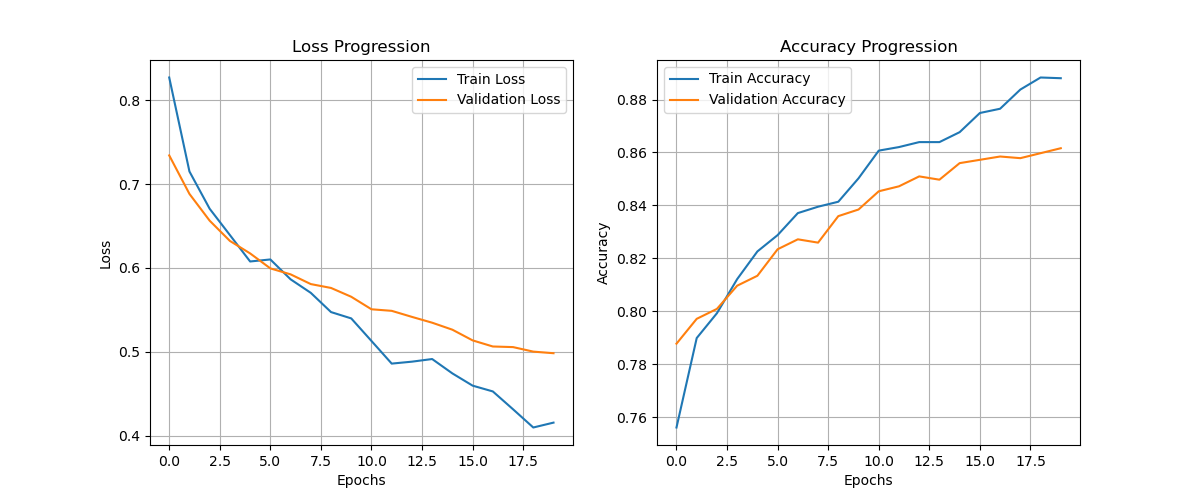 Loss Progression
Train Loss
Validation Loss
0.8
0.7
0.6
0.5
0.4
Loss
0.0 2.5 5.0 7.5 10.0 12.5 15.0 17.5
Epochs
Accuracy Progression
Train Accuracy
Validation Accuracy
0.88
0.86
0.84
0.82
0.80
0.78
0.76
Accuracy
0.0 2.5 5.0 7.5 10.0 12.5 15.0 17.5
Epochs